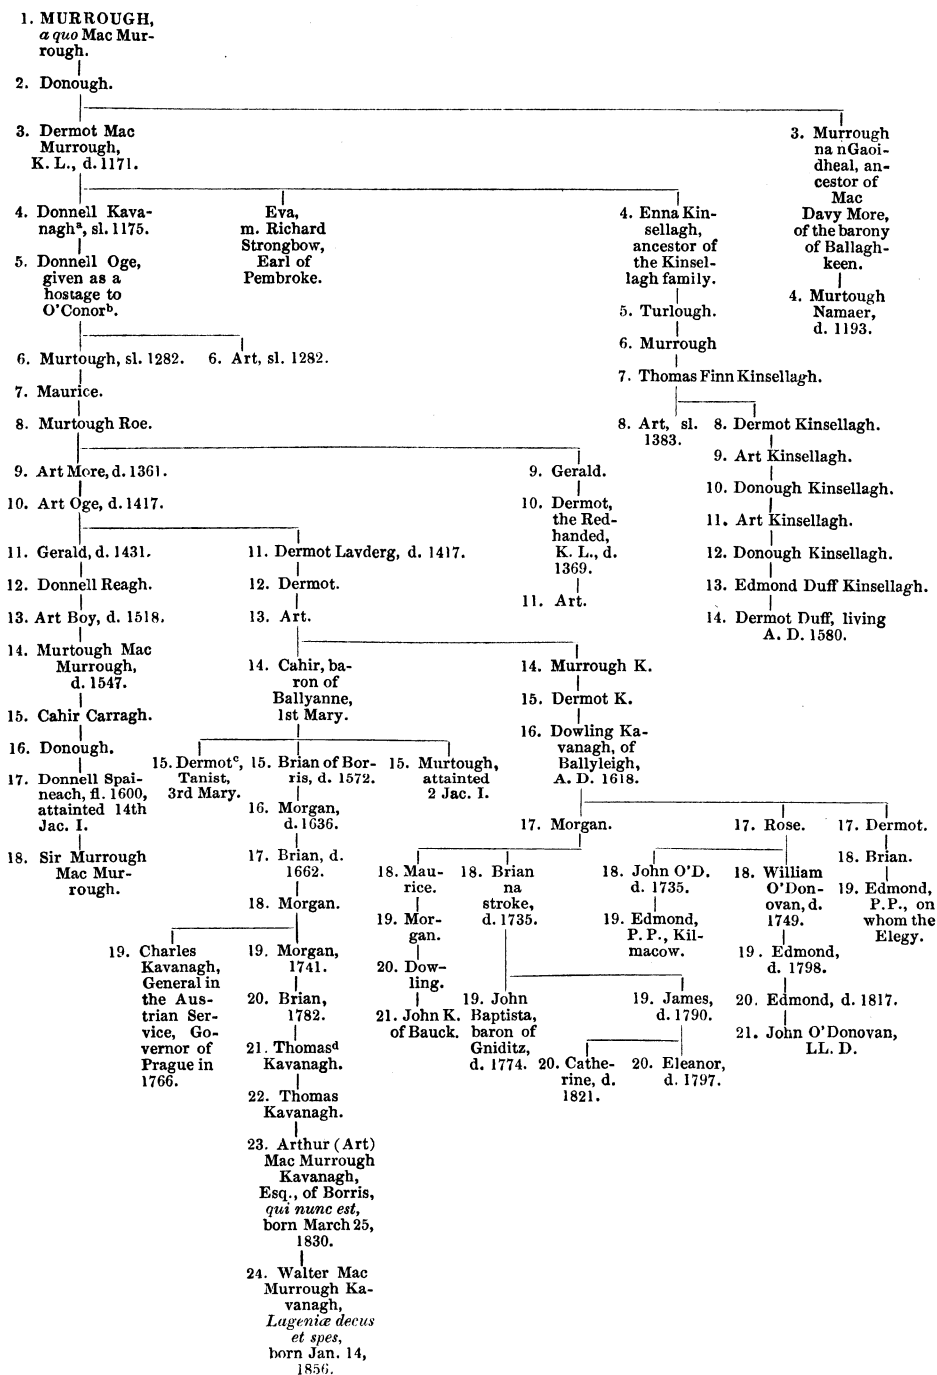 1. MURROUGH,
a quo Mac Mur-
rough.
2. Donough.
3. Dermot Mac
Murrough,
K. L., d. 1171.
3. Murrough
na nGaoi-
dheal, an-
cestor of
Mac
Davy More,
of the barony
of Ballagh-
keen.
4. Murtough
Namaer,
d. 1193.
4. Donnell Kava-
naghᵃ, sl. 1175.
Eva,
m. Richard
Strongbow,
Earl of
Pembroke.
4. Enna Kin-
sellagh,
ancestor of
the Kinsel-
lagh family.
5. Donnell Oge,
given as a
hostage to
O'Conorᵇ.
5. Turlough.
6. Murrough
7. Thomas Finn Kinsellagh.
6. Murtough, sl. 1282.
6. Art, sl. 1282.
7. Maurice.
8. Murtough Roe.
8. Art, sl.
1383.
8. Dermot Kinsellagh.
9. Art Kinsellagh.
10. Donough Kinsellagh.
11. Art Kinsellagh.
12. Donough Kinsellagh.
13. Edmond Duff Kinsellagh.
14. Dermot Duff, living
A. D. 1580.
9. Art More, d. 1361.
10. Art Oge, d. 1417.
9. Gerald.
10. Dermot,
the Red-
handed,
K. L., d.
1369.
11. Art.
11. Gerald, d. 1431.
12. Donnell Reagh.
13. Art Boy, d. 1518.
14. Murtough Mac
Murrough,
d. 1547.
15. Cahir Carragh.
16. Donough.
17. Donnell Spai-
neach, fl. 1600,
attainted 14th
Jac. I.
18. Sir Murrough
Mac Mur-
rough.
11. Dermot Lavderg, d. 1417.
12. Dermot.
13. Art.
14. Cahir, ba-
ron of
Ballyanne,
1st Mary.
14. Murrough K.
15. Dermot K.
16. Dowling Ka-
vanagh, of
Ballyleigh,
A. D. 1618.
15. Dermotᶜ,
Tanist,
3rd Mary.
15. Brian of Bor-
ris, d. 1572.
15. Murtough,
attainted
2 Jac. I.
16. Morgan,
d. 1636.
17. Brian, d.
1662.
18. Morgan.
19. Charles
Kavanagh,
General in
the Aus-
trian Ser-
vice, Go-
vernor of
Prague in
1766.
19. Morgan,
1741.
20. Brian,
1782.
21. Thomasᵈ
Kavanagh.
22. Thomas
Kavanagh.
23. Arthur (Art)
Mac Murrough
Kavanagh,
Esq., of Borris,
qui nunc est,
born March 25,
1830.
24. Walter Mac
Murrough Ka-
vanagh,
Lageniæ decus
et spes,
born Jan. 14,
1856.
17. Morgan.
17. Rose.
17. Dermot.
18. Mau-
rice.
19. Mor-
gan.
20. Dow-
ling.
21. John K.
of Bauck.
18. Brian
na
stroke,
d. 1735.
19. John
Baptista,
baron of
Gniditz,
d. 1774.
19. James,
d. 1790.
20. Cathe-
rine, d.
1821.
20. Eleanor,
d. 1797.
18. John O'D.
d. 1735.
19. Edmond,
P. P., Kil-
macow.
18. William
O'Don-
ovan, d.
1749.
19. Edmond,
d. 1798.
20. Edmond, d. 1817.
21. John O'Donovan,
LL. D.
18. Brian.
19. Edmond,
P. P., on
whom the
Elegy.